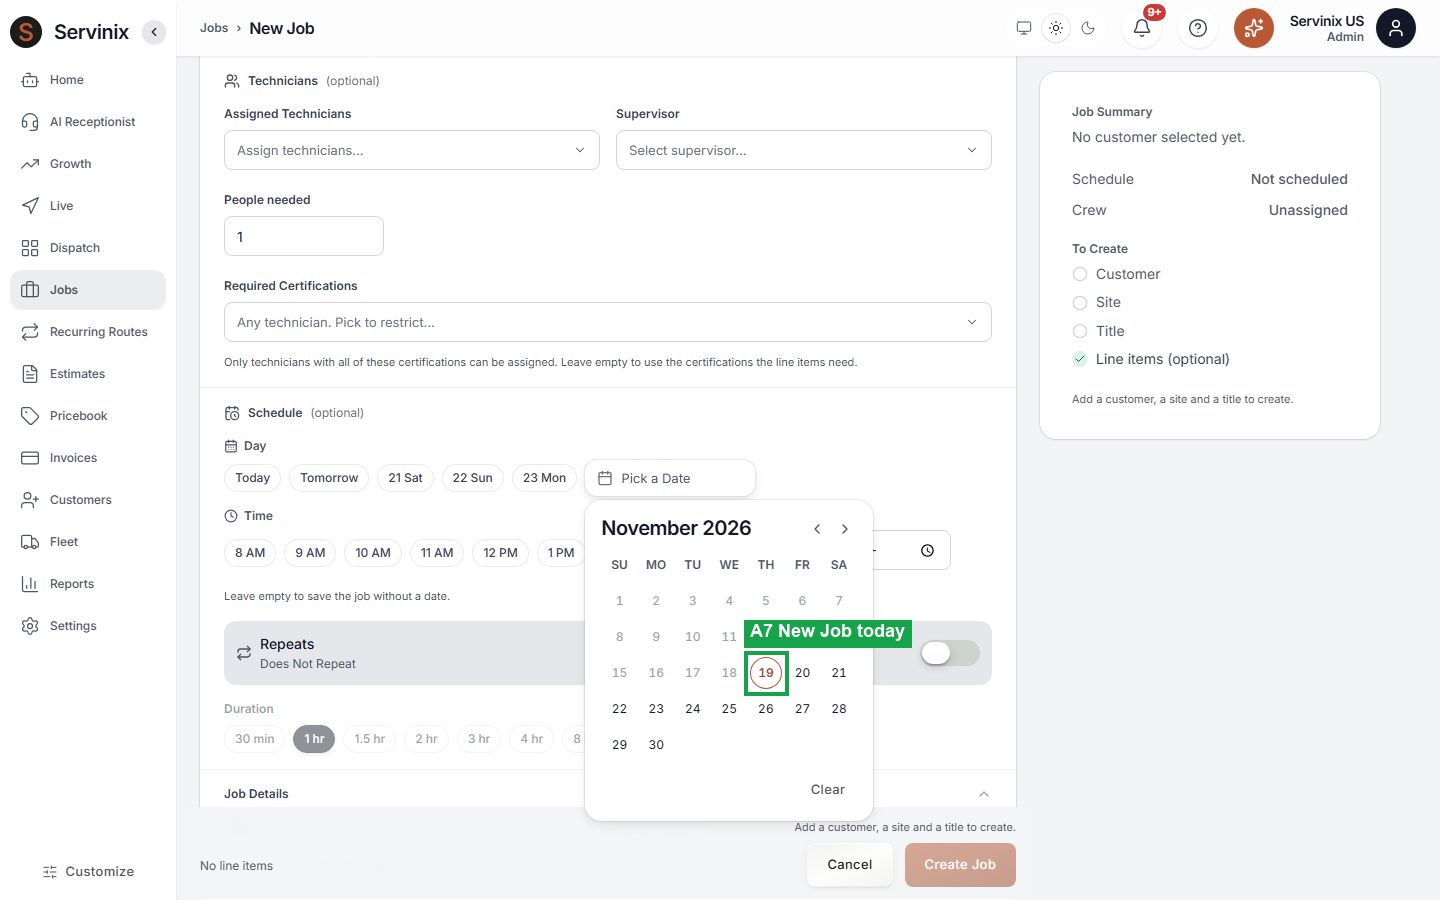 S Servinix
Jobs › New Job
9+
Servinix US
Admin
Home
AI Receptionist
Growth
Live
Dispatch
Jobs
Recurring Routes
Estimates
Pricebook
Invoices
Customers
Fleet
Reports
Settings
Customize
Technicians (optional)
Assigned Technicians
Supervisor
Assign technicians...
Select supervisor...
People needed
1
Required Certifications
Any technician. Pick to restrict...
Only technicians with all of these certifications can be assigned. Leave empty to use the certifications the line items need.
Schedule (optional)
Day
Today Tomorrow 21 Sat 22 Sun 23 Mon Pick a Date
Time
8 AM 9 AM 10 AM 11 AM 12 PM 1 PM
Leave empty to save the job without a date.
Repeats
Does Not Repeat
Duration
30 min 1 hr 1.5 hr 2 hr 3 hr 4 hr 8
November 2026
SU MO TU WE TH FR SA
1 2 3 4 5 6 7
8 9 10 11
A7 New Job today
15 16 17 18 19 20 21
22 23 24 25 26 27 28
29 30
Clear
Job Details
Add a customer, a site and a title to create.
No line items
Cancel
Create Job
Job Summary
No customer selected yet.
Schedule Not scheduled
Crew Unassigned
To Create
Customer
Site
Title
Line items (optional)
Add a customer, a site and a title to create.